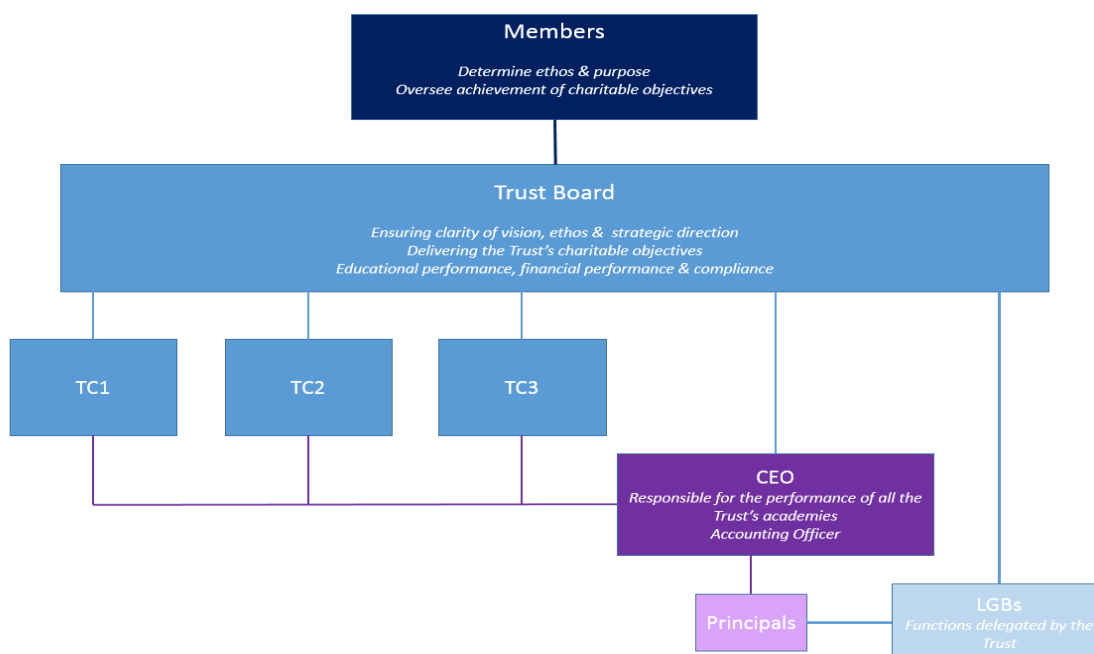 Members
Determine ethos & purpose
Oversee achievement of charitable objectives
Trust Board
Ensuring clarity of vision, ethos & strategic direction
Delivering the Trust's charitable objectives
Educational performance, financial performance & compliance
TC1
TC2
TC3
CEO
Responsible for the performance of all the
Trust's academies
Accounting Officer
Principals
LGBs
Functions delegated by the
Trust